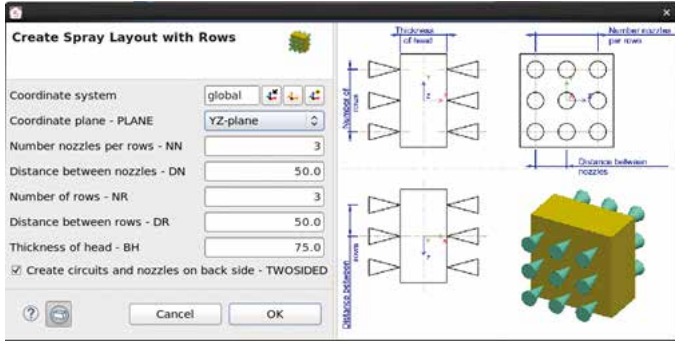 Create Spray Layout with Rows
Coordinate system
global
Coordinate plane - PLANE
YZ-plane
Number nozzles per rows - NN
3
Distance between nozzles - DN
50.0
Number of rows - NR
3
Distance between rows - DR
50.0
Thickness of head - BH
75.0
Create circuits and nozzles on back side - TWOSIDED
?
Cancel
OK
Thickness
of head
Number nozzles
per rows
Number of
rows
Distance between
nozzles
Distance between
rows